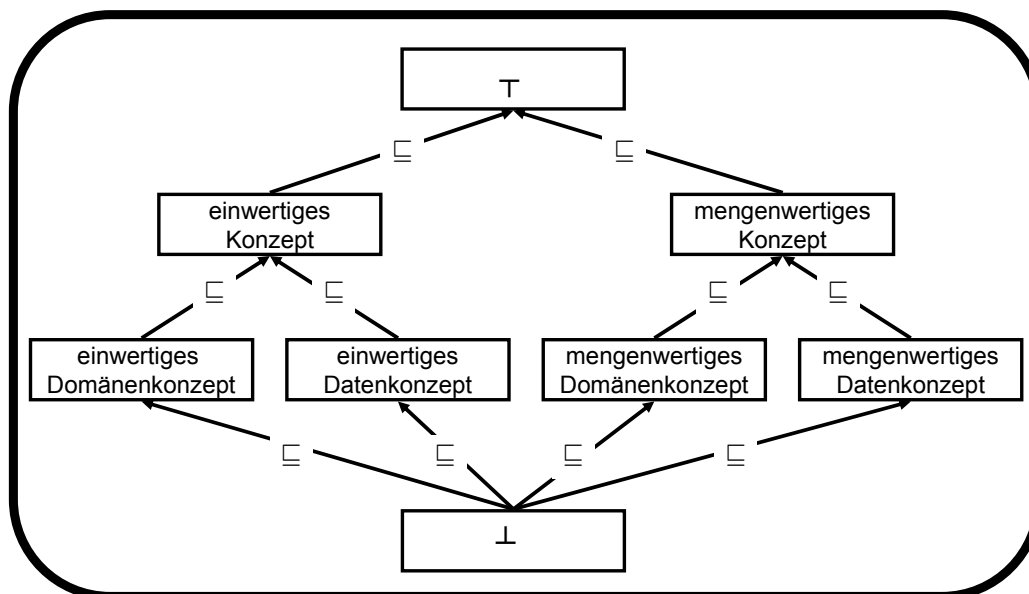 ⊤
⊑ ⊑
einwertiges
Konzept
mengenwertiges
Konzept
⊑ ⊑ ⊑ ⊑
einwertiges
Domänenkonzept
einwertiges
Datenkonzept
mengenwertiges
Domänenkonzept
mengenwertiges
Datenkonzept
⊑ ⊑ ⊑ ⊑
⊥